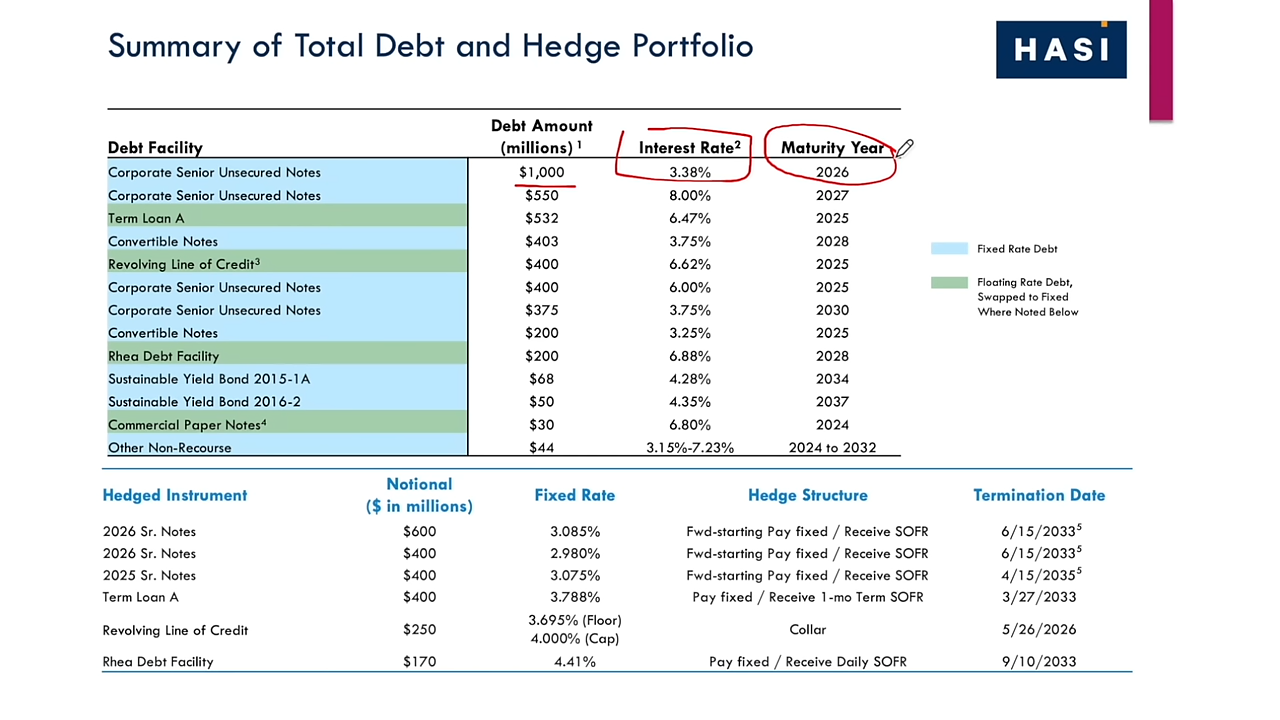 Summary of Total Debt and Hedge Portfolio
HASI
Debt Facility Debt Amount (millions) ¹ Interest Rate² Maturity Year
Corporate Senior Unsecured Notes $1,000 3.38% 2026
Corporate Senior Unsecured Notes $550 8.00% 2027
Term Loan A $532 6.47% 2025
Convertible Notes $403 3.75% 2028
Revolving Line of Credit³ $400 6.62% 2025
Corporate Senior Unsecured Notes $400 6.00% 2025
Corporate Senior Unsecured Notes $375 3.75% 2030
Convertible Notes $200 3.25% 2025
Rhea Debt Facility $200 6.88% 2028
Sustainable Yield Bond 2015-1A $68 4.28% 2034
Sustainable Yield Bond 2016-2 $50 4.35% 2037
Commercial Paper Notes⁴ $30 6.80% 2024
Other Non-Recourse $44 3.15%-7.23% 2024 to 2032
Fixed Rate Debt
Floating Rate Debt,
Swapped to Fixed
Where Noted Below
Hedged Instrument Notional ($ in millions) Fixed Rate Hedge Structure Termination Date
2026 Sr. Notes $600 3.085% Fwd-starting Pay fixed / Receive SOFR 6/15/2033⁵
2026 Sr. Notes $400 2.980% Fwd-starting Pay fixed / Receive SOFR 6/15/2033⁵
2025 Sr. Notes $400 3.075% Fwd-starting Pay fixed / Receive SOFR 4/15/2035⁵
Term Loan A $400 3.788% Pay fixed / Receive 1-mo Term SOFR 3/27/2033
Revolving Line of Credit $250 3.695% (Floor) 4.000% (Cap) Collar 5/26/2026
Rhea Debt Facility $170 4.41% Pay fixed / Receive Daily SOFR 9/10/2033